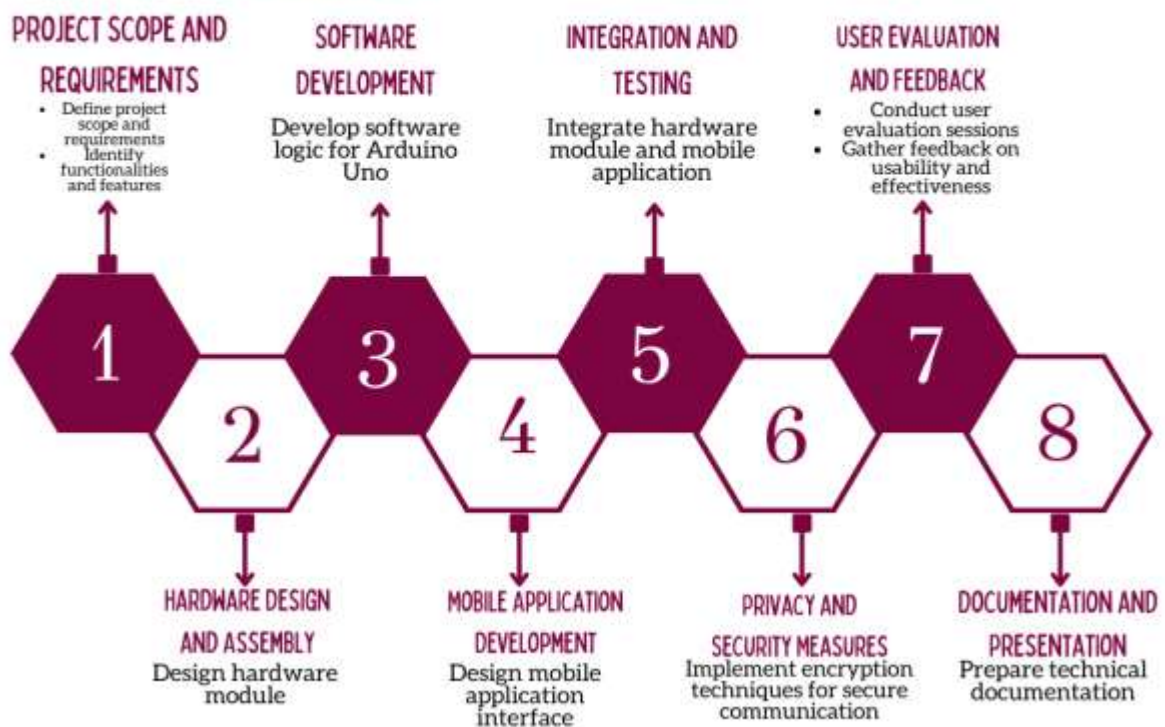 PROJECT SCOPE AND
REQUIREMENTS
• Define project
scope and
requirements
• Identify
functionalities
and features
SOFTWARE
DEVELOPMENT
Develop software
logic for Arduino
Uno
INTEGRATION AND
TESTING
Integrate hardware
module and mobile
application
USER EVALUATION
AND FEEDBACK
• Conduct user
evaluation sessions
• Gather feedback on
usability and
effectiveness
1
2
3
4
5
6
7
8
HARDWARE DESIGN
AND ASSEMBLY
Design hardware
module
MOBILE APPLICATION
DEVELOPMENT
Design mobile
application
interface
PRIVACY AND
SECURITY MEASURES
Implement encryption
techniques for secure
communication
DOCUMENTATION AND
PRESENTATION
Prepare technical
documentation